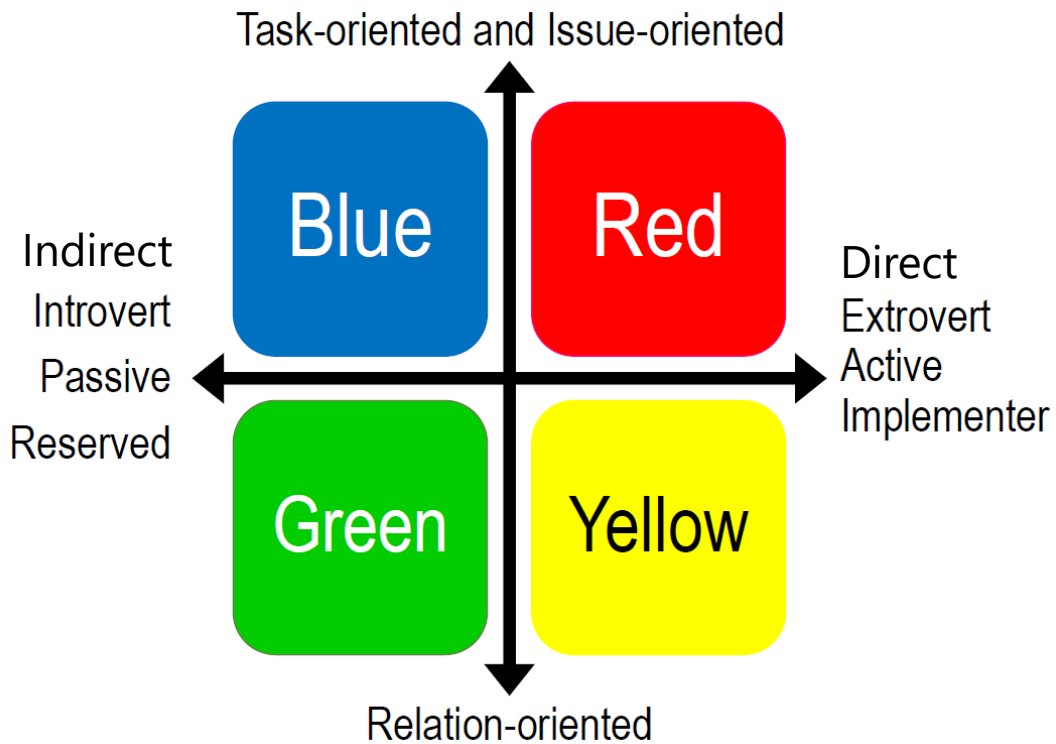 Task-oriented and Issue-oriented
Blue
Red
Indirect
Introvert
Passive
Reserved
Direct
Extrovert
Active
Implementer
Green
Yellow
Relation-oriented